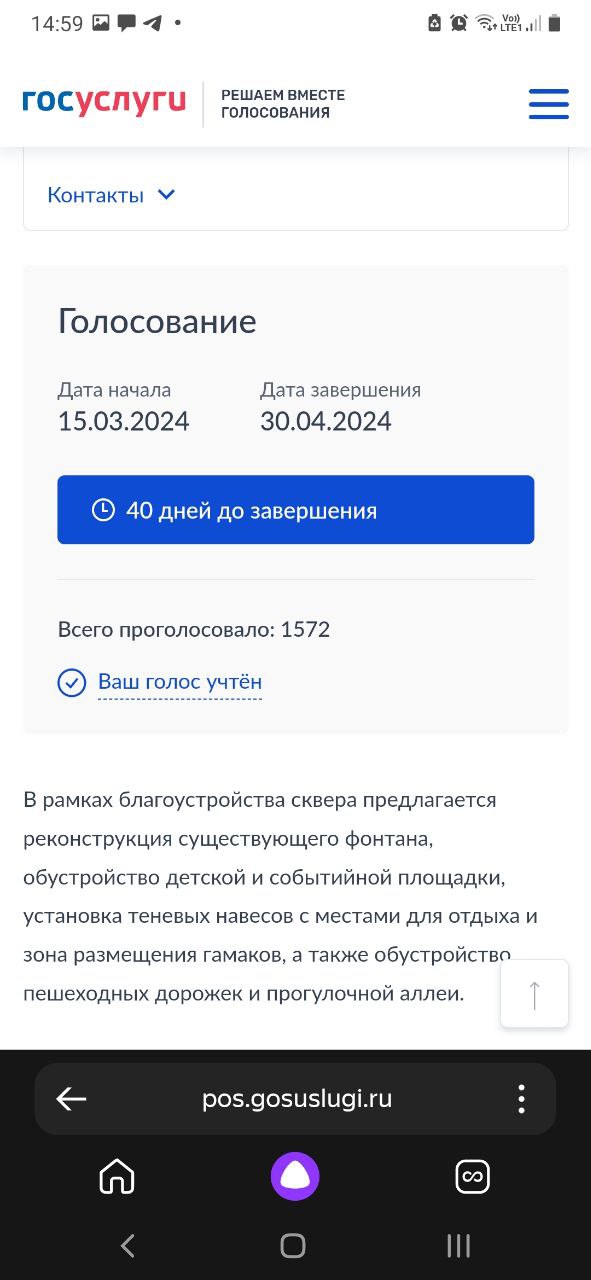 14:59
Vo))
LTE1
госуслуги
РЕШАЕМ ВМЕСТЕ
ГОЛОСОВАНИЯ
Контакты
Голосование
Дата начала
Дата завершения
15.03.2024
30.04.2024
40 дней до завершения
Всего проголосовало: 1572
Ваш голос учтён
В рамках благоустройства сквера предлагается
реконструкция существующего фонтана,
обустройство детской и событийной площадки,
установка теневых навесов с местами для отдыха и
зона размещения гамаков, а также обустройство
пешеходных дорожек и прогулочной аллеи.
pos.gosuslugi.ru